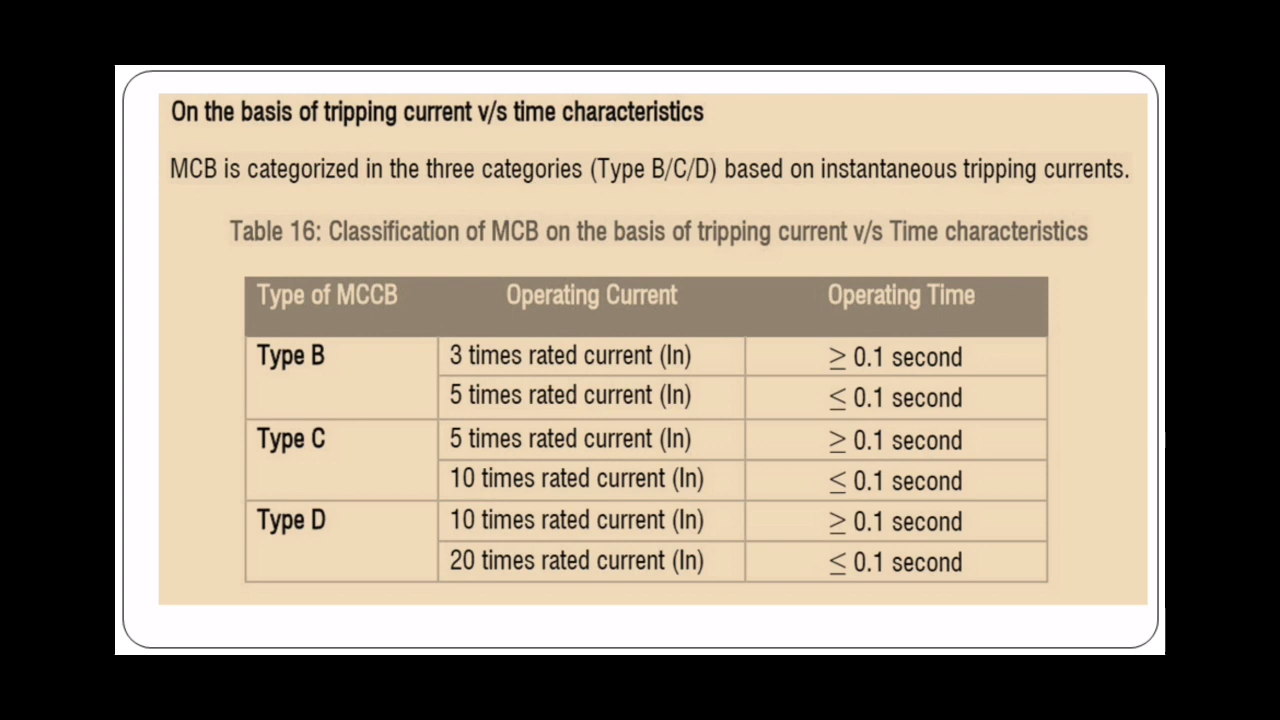 On the basis of tripping current v/s time characteristics
MCB is categorized in the three categories (Type B/C/D) based on instantaneous tripping currents.
Table 16: Classification of MCB on the basis of tripping current v/s Time characteristics
Type of MCCB Operating Current Operating Time
Type B 3 times rated current (In) ≥ 0.1 second
5 times rated current (In) ≤ 0.1 second
Type C 5 times rated current (In) ≥ 0.1 second
10 times rated current (In) ≤ 0.1 second
Type D 10 times rated current (In) ≥ 0.1 second
20 times rated current (In) ≤ 0.1 second